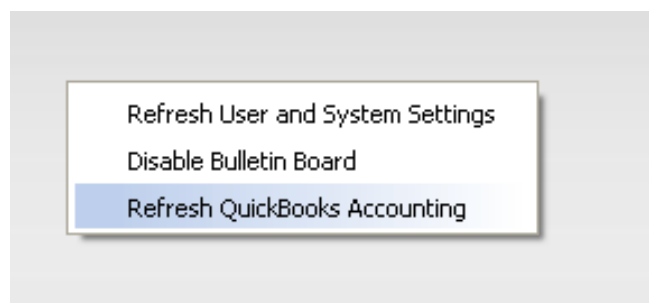 Refresh User and System Settings
Disable Bulletin Board
Refresh QuickBooks Accounting